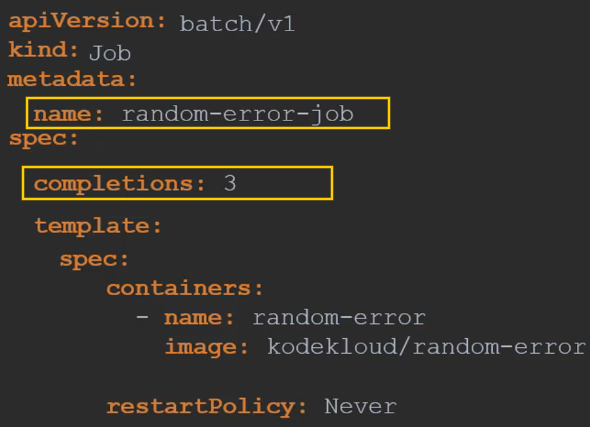 apiVersion: batch/v1
kind: Job
metadata:
name: random-error-job
spec:
completions: 3
template:
spec:
containers:
- name: random-error
image: kodekloud/random-error
restartPolicy: Never